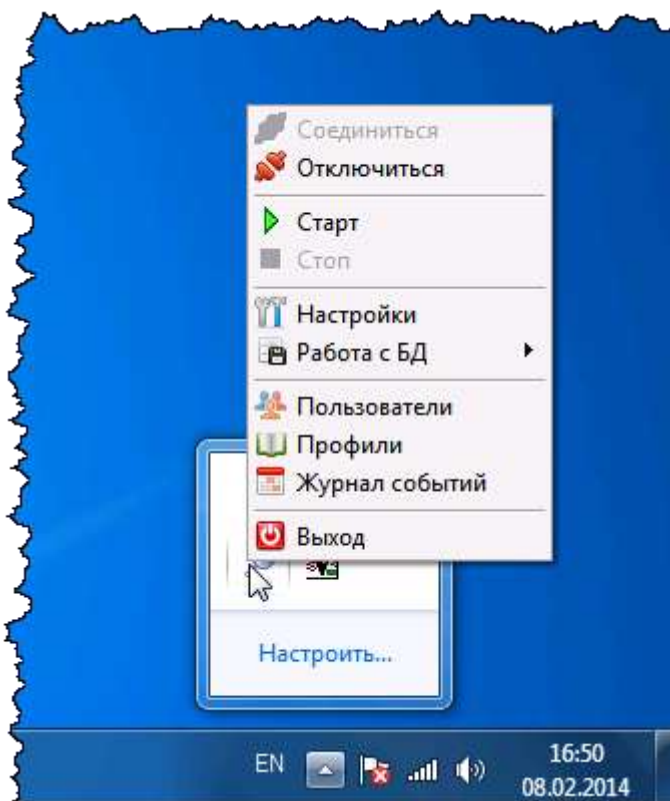 Соединиться
Отключиться
Старт
Стоп
Настройки
Работа с БД
Пользователи
Профили
Журнал событий
Выход
Настроить...
EN
16:50
08.02.2014